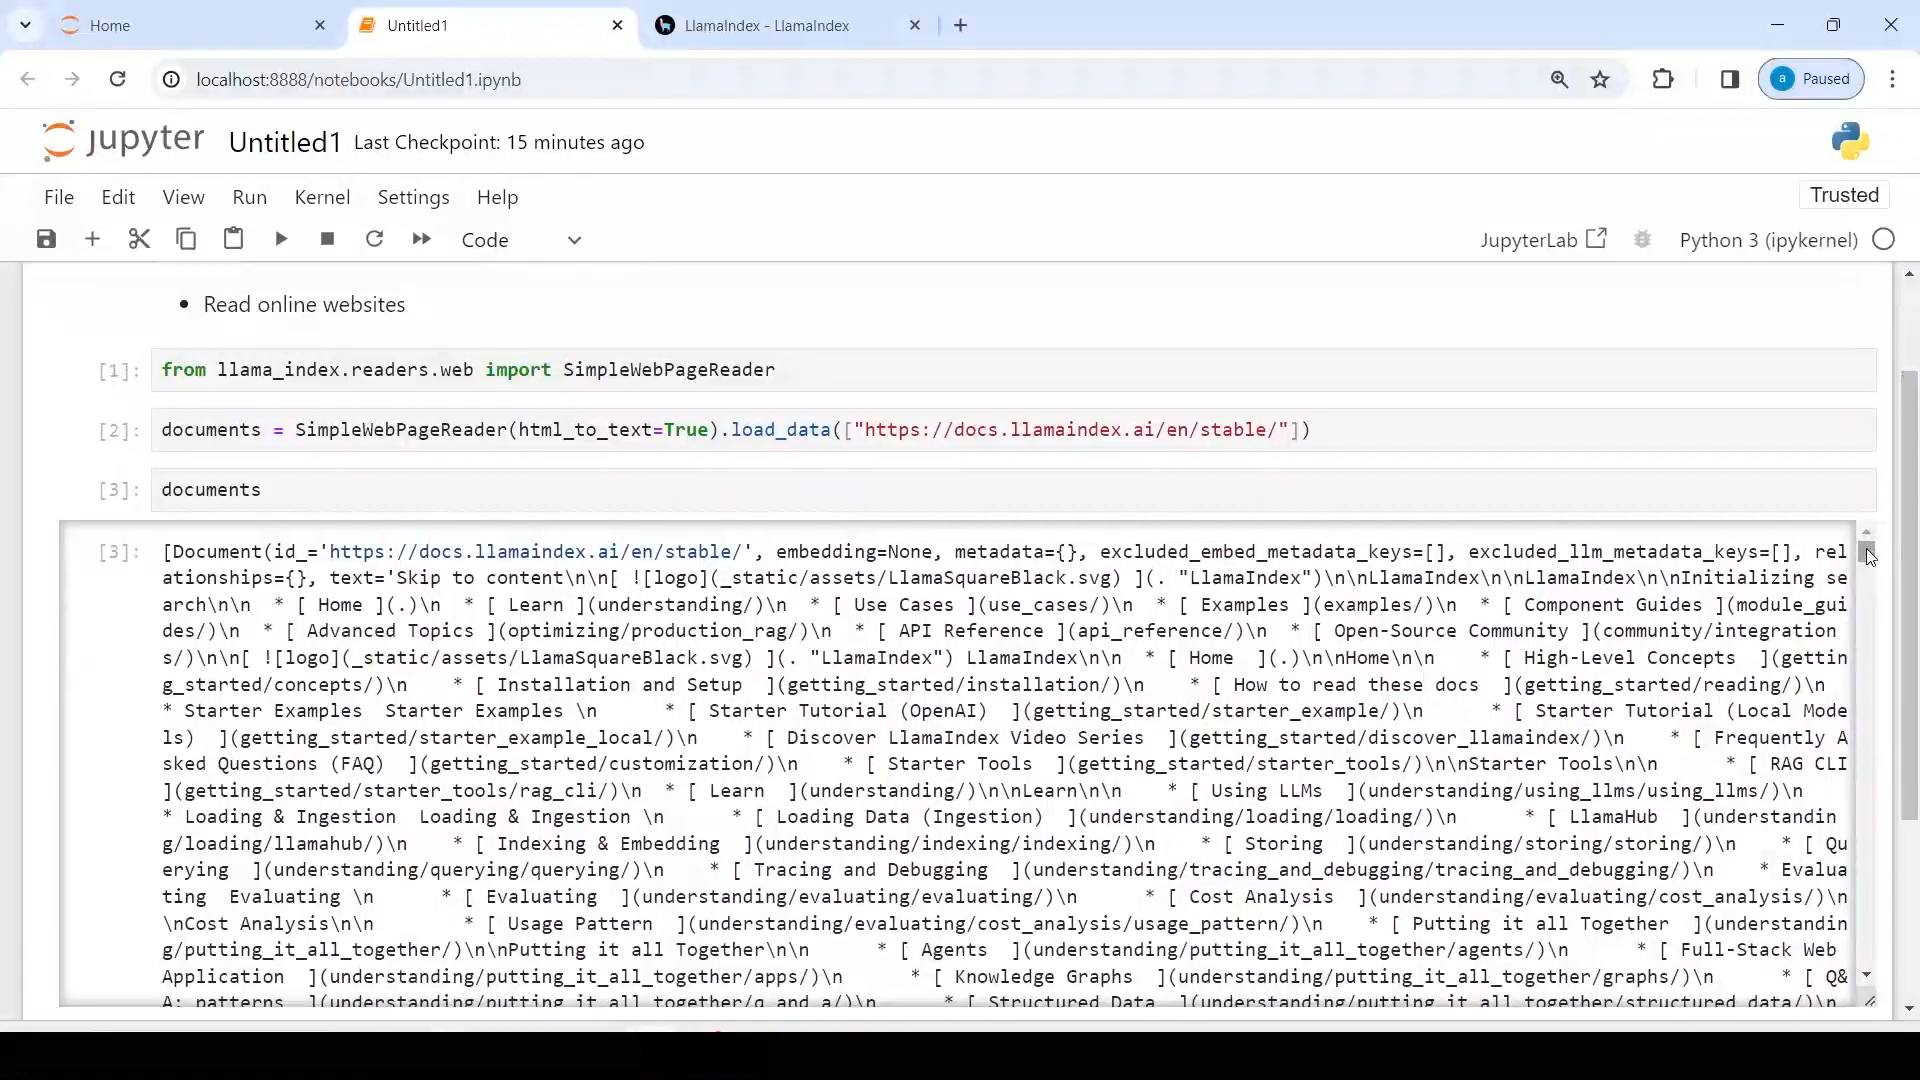 Home
Untitled1
LlamaIndex - LlamaIndex
localhost:8888/notebooks/Untitled1.ipynb
a Paused
jupyter Untitled1 Last Checkpoint: 15 minutes ago
File Edit View Run Kernel Settings Help
Trusted
Code
JupyterLab
Python 3 (ipykernel)
• Read online websites
[1]: from llama_index.readers.web import SimpleWebPageReader
[2]: documents = SimpleWebPageReader(html_to_text=True).load_data(["https://docs.llamaindex.ai/en/stable/"])
[3]: documents
[3]: [Document(id_='https://docs.llamaindex.ai/en/stable/', embedding=None, metadata={}, excluded_embed_metadata_keys=[], excluded_llm_metadata_keys=[], rel
ationships={}, text='Skip to content\n\n[ ![logo](_static/assets/LlamaSquareBlack.svg) ](. "LlamaIndex")\n\nLlamaIndex\n\nLlamaIndex\n\nInitializing se
arch\n\n  * [ Home ](.)\n  * [ Learn ](understanding/)\n  * [ Use Cases ](use_cases/)\n  * [ Examples ](examples/)\n  * [ Component Guides ](module_gui
des/)\n  * [ Advanced Topics ](optimizing/production_rag/)\n  * [ API Reference ](api_reference/)\n  * [ Open-Source Community ](community/integration
s/)\n\n[ ![logo](_static/assets/LlamaSquareBlack.svg) ](. "LlamaIndex") LlamaIndex\n\n  * [ Home  ](.)\n\nHome\n\n    * [ High-Level Concepts  ](gettin
g_started/concepts/)\n    * [ Installation and Setup  ](getting_started/installation/)\n    * [ How to read these docs  ](getting_started/reading/)\n
* Starter Examples  Starter Examples \n      * [ Starter Tutorial (OpenAI)  ](getting_started/starter_example/)\n      * [ Starter Tutorial (Local Mode
ls)  ](getting_started/starter_example_local/)\n    * [ Discover LlamaIndex Video Series  ](getting_started/discover_llamaindex/)\n    * [ Frequently A
sked Questions (FAQ)  ](getting_started/customization/)\n    * [ Starter Tools  ](getting_started/starter_tools/)\n\nStarter Tools\n\n      * [ RAG CLI
](getting_started/starter_tools/rag_cli/)\n  * [ Learn  ](understanding/)\n\nLearn\n\n    * [ Using LLMs  ](understanding/using_llms/using_llms/)\n
* Loading & Ingestion  Loading & Ingestion \n      * [ Loading Data (Ingestion)  ](understanding/loading/loading/)\n      * [ LlamaHub  ](understandin
g/loading/llamahub/)\n    * [ Indexing & Embedding  ](understanding/indexing/indexing/)\n    * [ Storing  ](understanding/storing/storing/)\n    * [ Qu
erying  ](understanding/querying/querying/)\n    * [ Tracing and Debugging  ](understanding/tracing_and_debugging/tracing_and_debugging/)\n    * Evalua
ting  Evaluating \n      * [ Evaluating  ](understanding/evaluating/evaluating/)\n      * [ Cost Analysis  ](understanding/evaluating/cost_analysis/)\n
\nCost Analysis\n\n        * [ Usage Pattern  ](understanding/evaluating/cost_analysis/usage_pattern/)\n    * [ Putting it all Together  ](understandin
g/putting_it_all_together/)\n\nPutting it all Together\n\n      * [ Agents  ](understanding/putting_it_all_together/agents/)\n      * [ Full-Stack Web
Application  ](understanding/putting_it_all_together/apps/)\n      * [ Knowledge Graphs  ](understanding/putting_it_all_together/graphs/)\n      * [ Q&
A: patterns  ](understanding/putting_it_all_together/q_and_a/)\n      * [ Structured Data  ](understanding/putting_it_all_together/structured_data/)\n